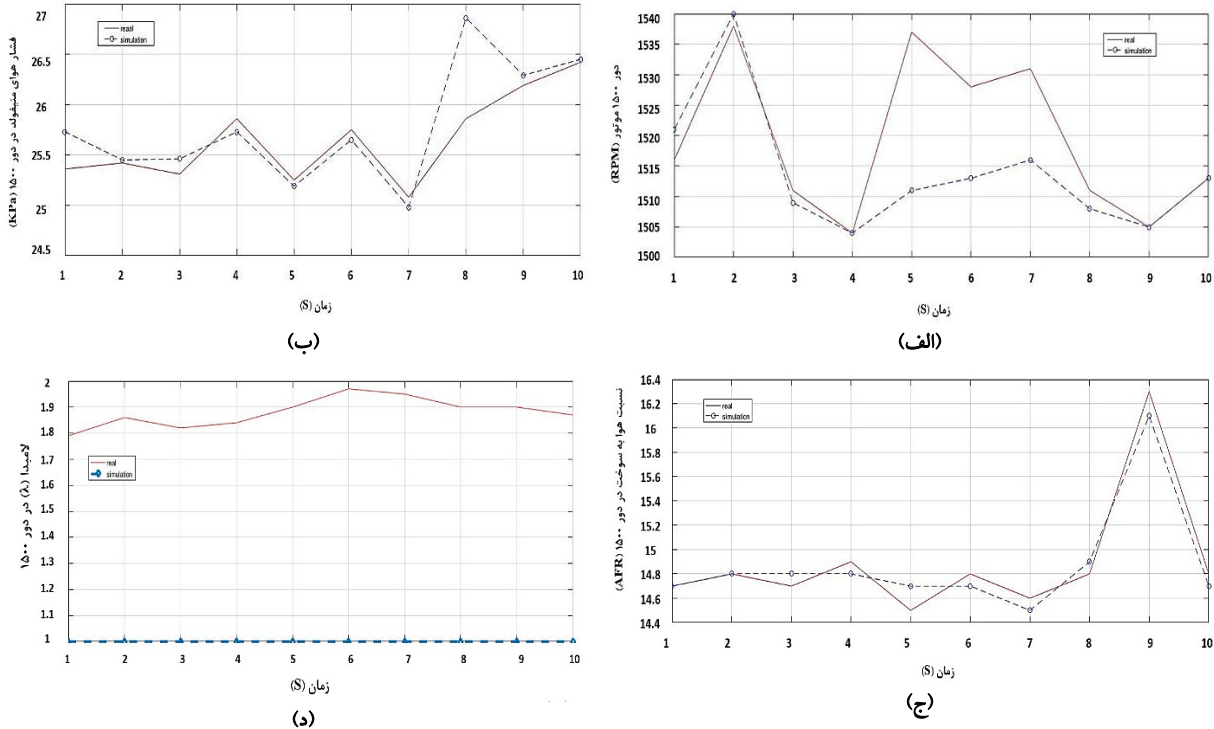 دور ۱۵۰۰ موتور (RPM)
1540
1535
1530
1520
1520
1515
1510
1505
1500
real
simulation
1 2 3 4 5 6 7 8 9 10
زمان (S)
(الف)
فشار هوای منیفولد در دور ۱۵۰۰ (KPa)
27
26.5
26
25.5
25
24.5
reasl
simulation
1 2 3 4 5 6 7 8 9 10
زمان (S)
(ب)
نسبت هوا به سوخت در دور ۱۵۰۰ (AFR)
16.4
16.2
16
15.8
15.4
15.4
15.2
15
14.8
14.6
14.4
real
simulation
1 2 3 4 5 6 7 8 9 10
زمان (S)
(ج)
لامبدا (λ) در دور ۱۵۰۰
2
1.9
1.8
1.7
1.6
1.5
1.4
1.3
1.2
1.1
1
real
simulation
1 2 3 4 5 6 7 8 9 10
زمان (S)
(د)